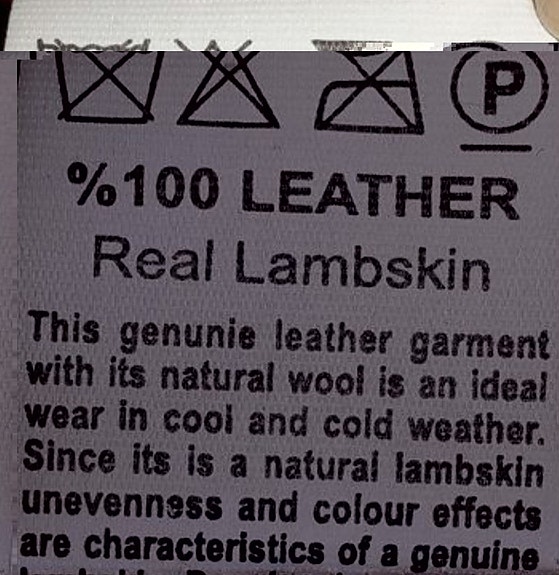 P
%100 LEATHER
Real Lambskin
This genunie leather garment
with its natural wool is an ideal
wear in cool and cold weather.
Since its is a natural lambskin
unevenness and colour effects
are characteristics of a genuine